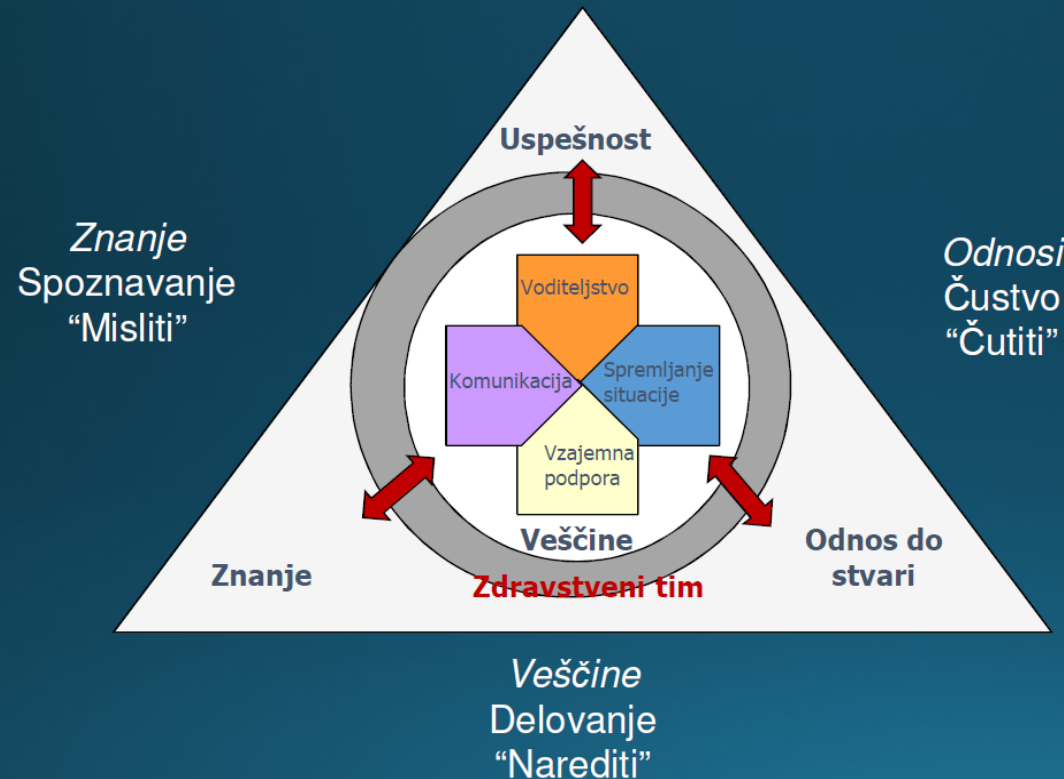 Uspešnost
Znanje
Spoznavanje
“Misliti”
Odnosi
Čustvo
“Čutiti”
Voditeljstvo
Komunikacija
Spremljanje
situacije
Vzajemna
podpora
Veščine
Znanje
Odnos do
stvari
Zdravstveni tim
Veščine
Delovanje
“Narediti”